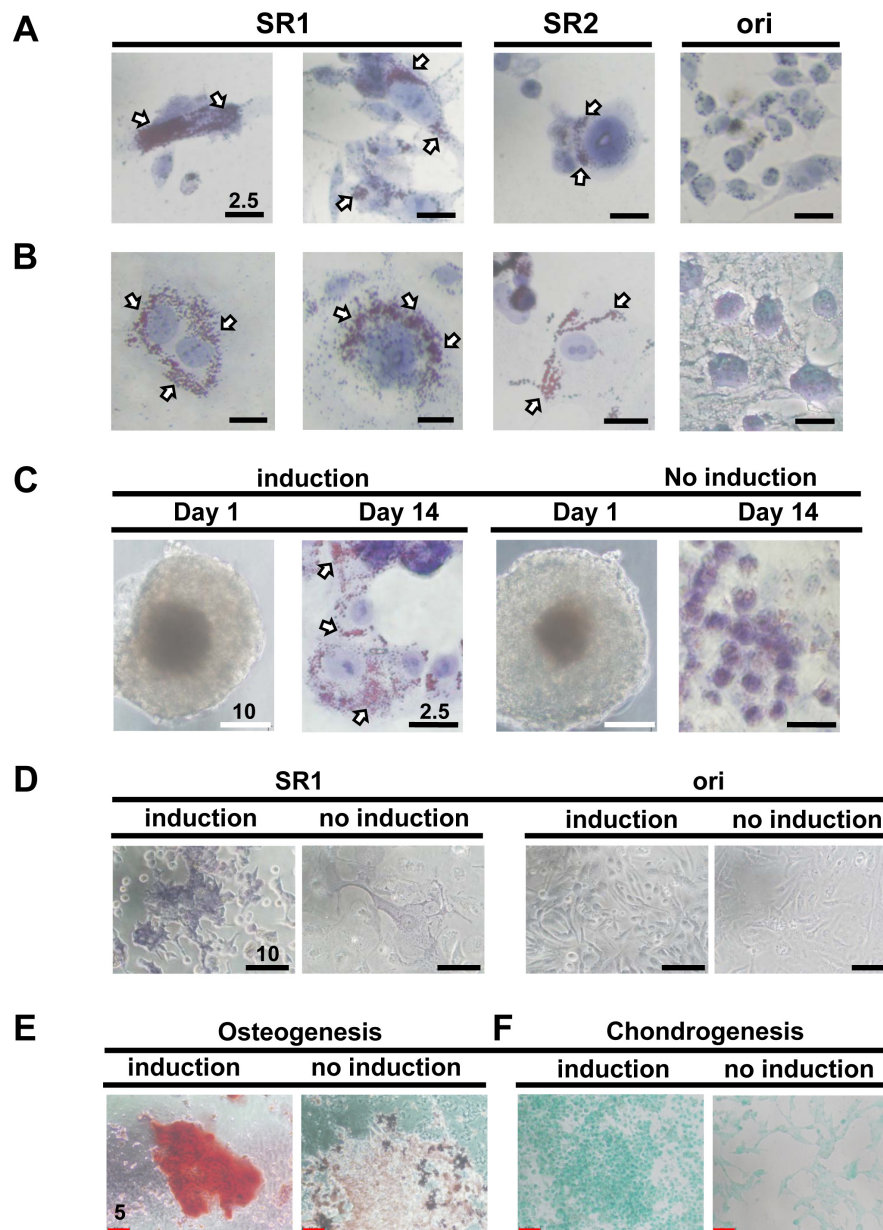 A
SR1 SR2 ori
2.5
B
C
induction No induction
Day 1 Day 14 Day 1 Day 14
10 2.5
D
SR1 ori
induction no induction induction no induction
10
E Osteogenesis F Chondrogenesis
induction no induction induction no induction
5